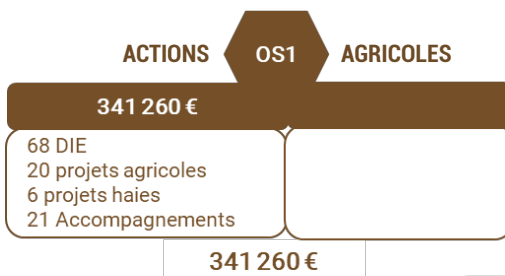 ACTIONS OS1 AGRICOLES
341 260 €
68 DIE
20 projets agricoles
6 projets haies
21 Accompagnements
341 260 €